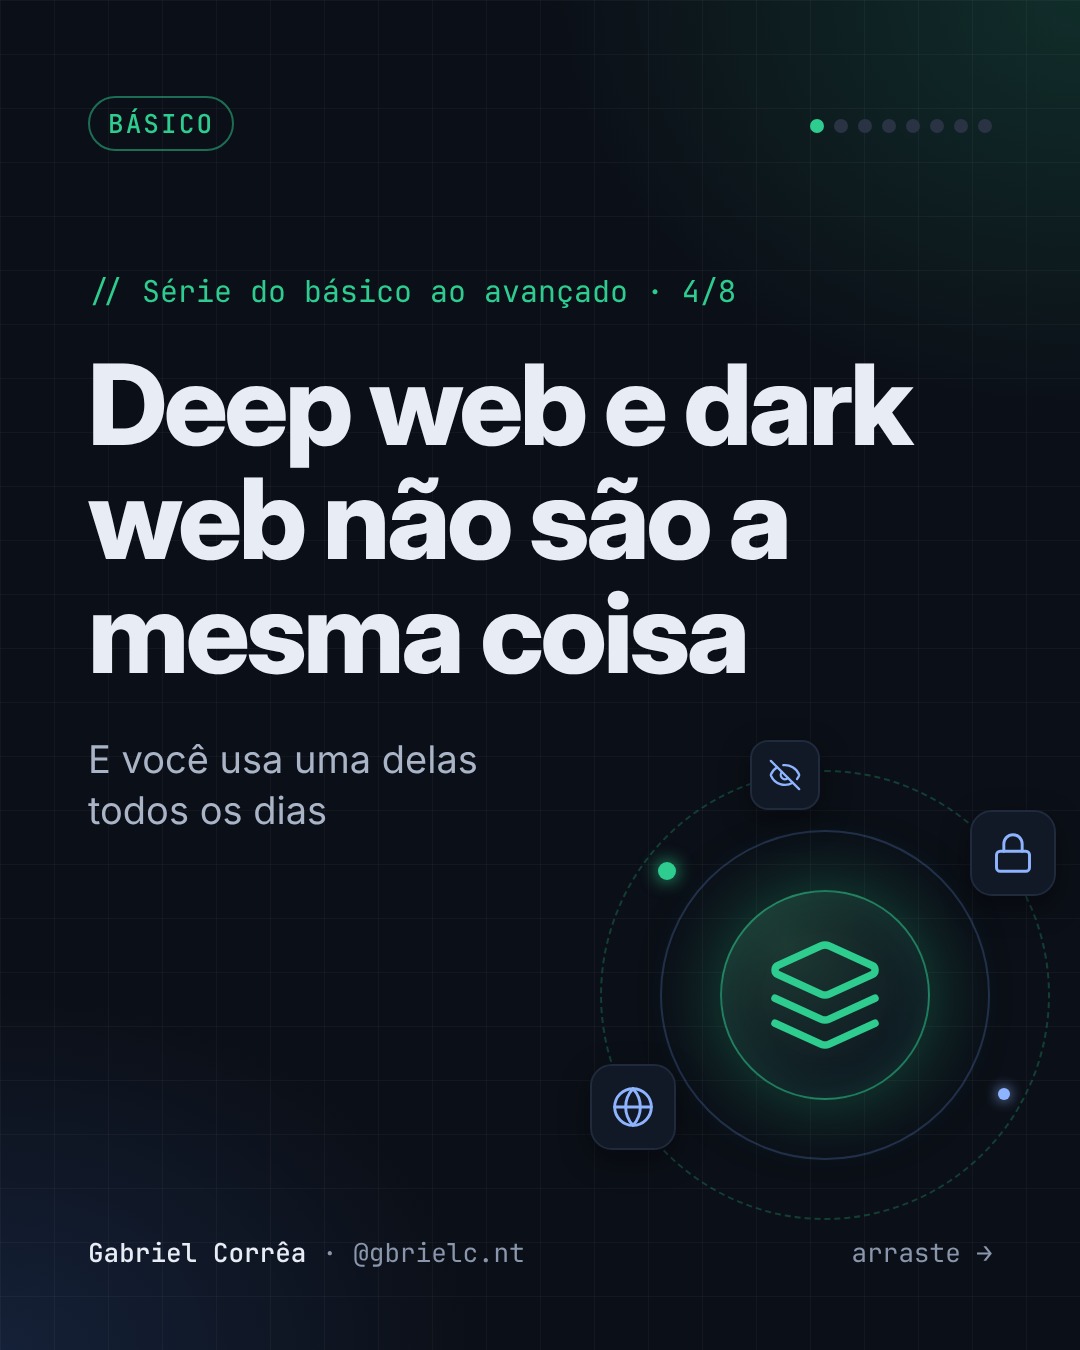 BÁSICO
// Série do básico ao avançado · 4/8
Deep web e dark
web não são a
mesma coisa
E você usa uma delas
todos os dias
Gabriel Corrêa · @gbrielc.nt
arraste →